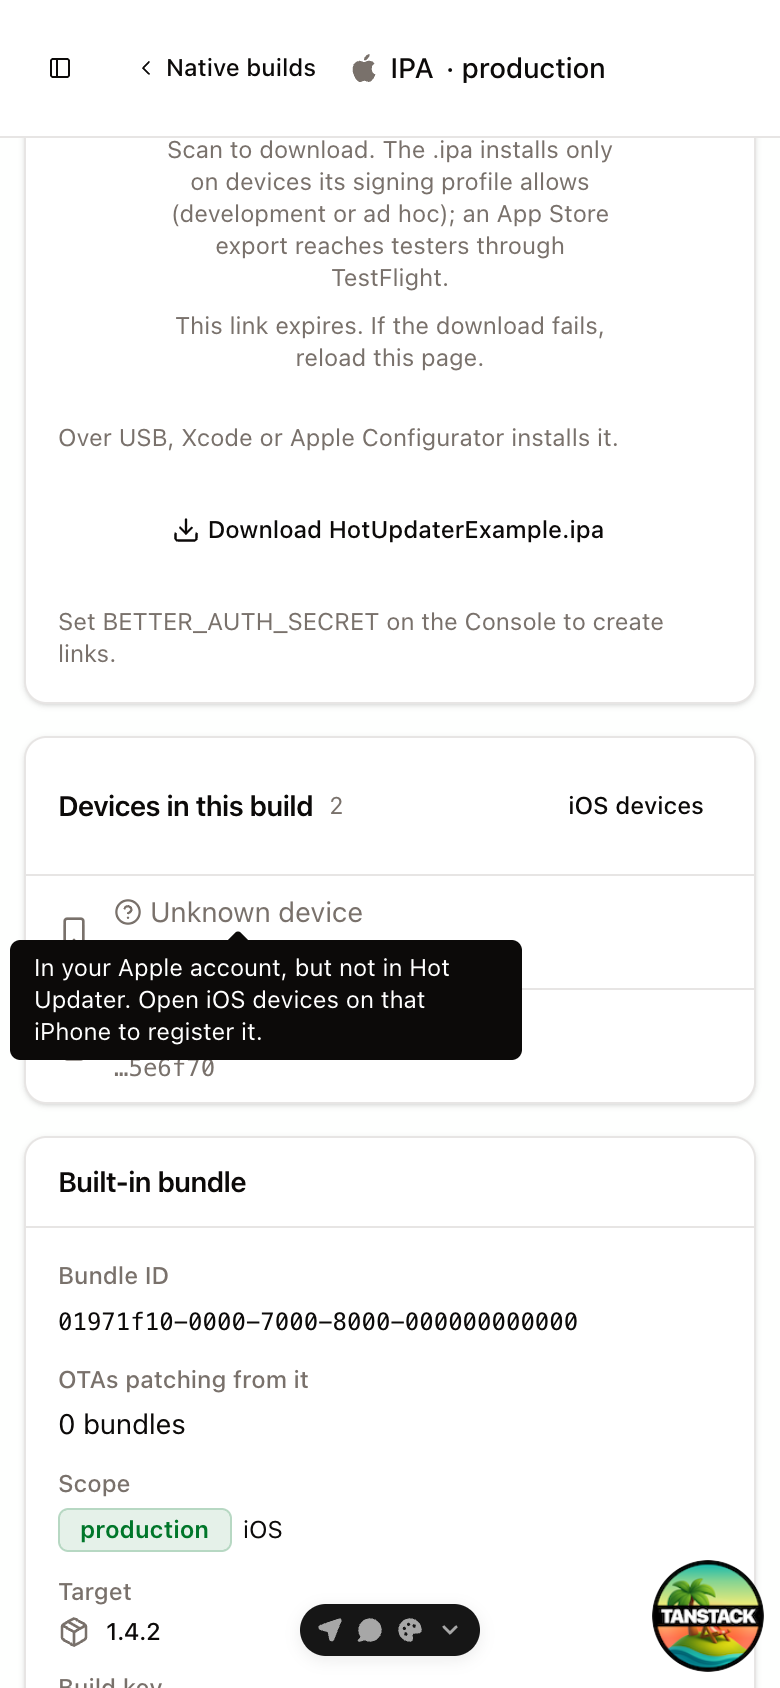 Native builds
IPA · production
Scan to download. The .ipa installs only
on devices its signing profile allows
(development or ad hoc); an App Store
export reaches testers through
TestFlight.
This link expires. If the download fails,
reload this page.
Over USB, Xcode or Apple Configurator installs it.
Download HotUpdaterExample.ipa
Set BETTER_AUTH_SECRET on the Console to create
links.
Devices in this build 2
iOS devices
Unknown device
In your Apple account, but not in Hot
Updater. Open iOS devices on that
iPhone to register it.
…5e6f70
Built-in bundle
Bundle ID
01971f10-0000-7000-8000-000000000000
OTAs patching from it
0 bundles
Scope
production iOS
Target
1.4.2
TANSTACK
Build key